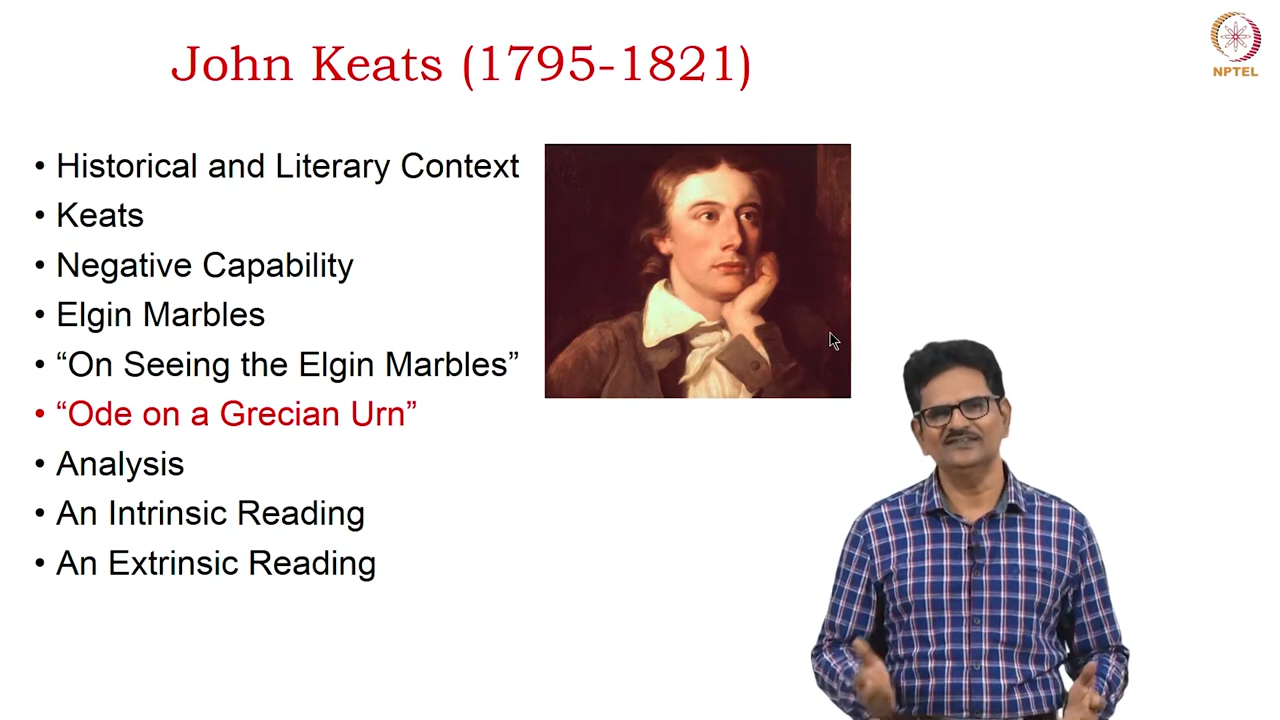 John Keats (1795-1821)
NPTEL
• Historical and Literary Context
• Keats
• Negative Capability
• Elgin Marbles
• “On Seeing the Elgin Marbles”
• “Ode on a Grecian Urn”
• Analysis
• An Intrinsic Reading
• An Extrinsic Reading